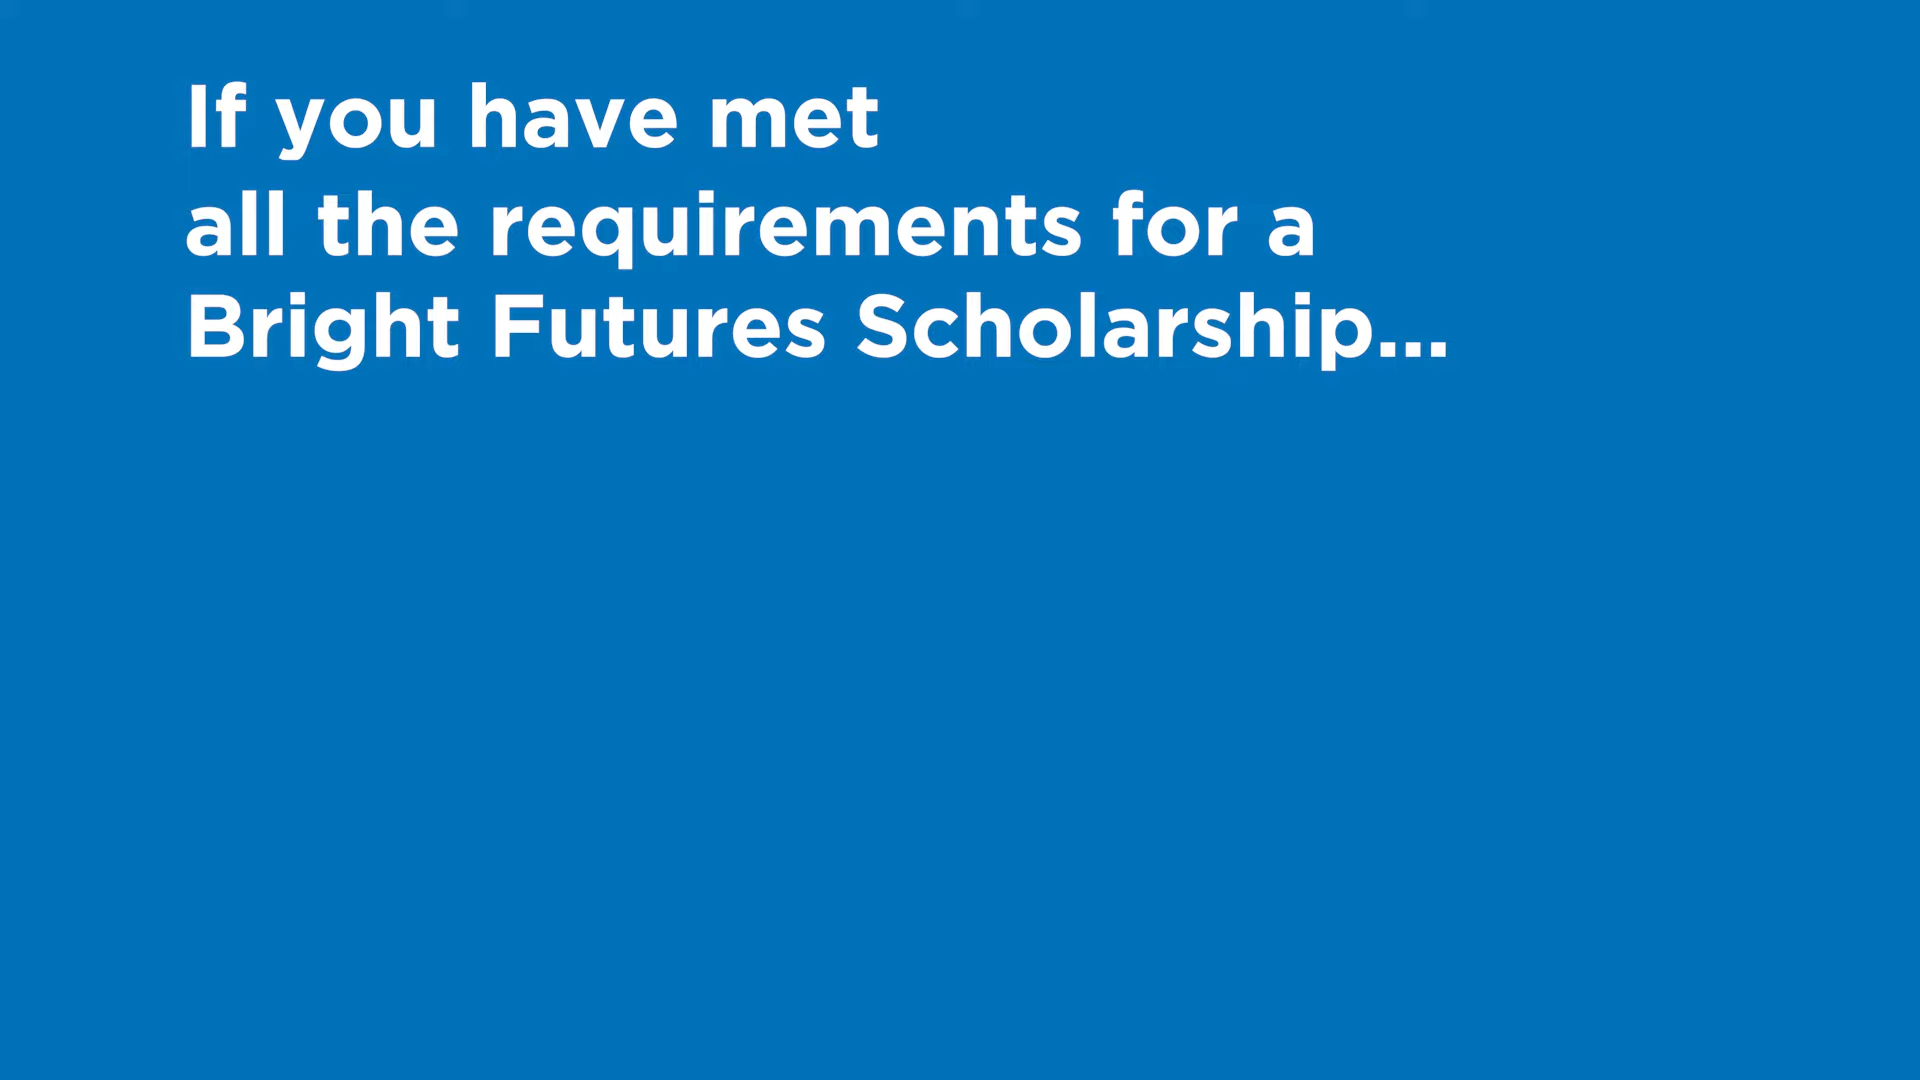 If you have met
all the requirements for a
Bright Futures Scholarship...